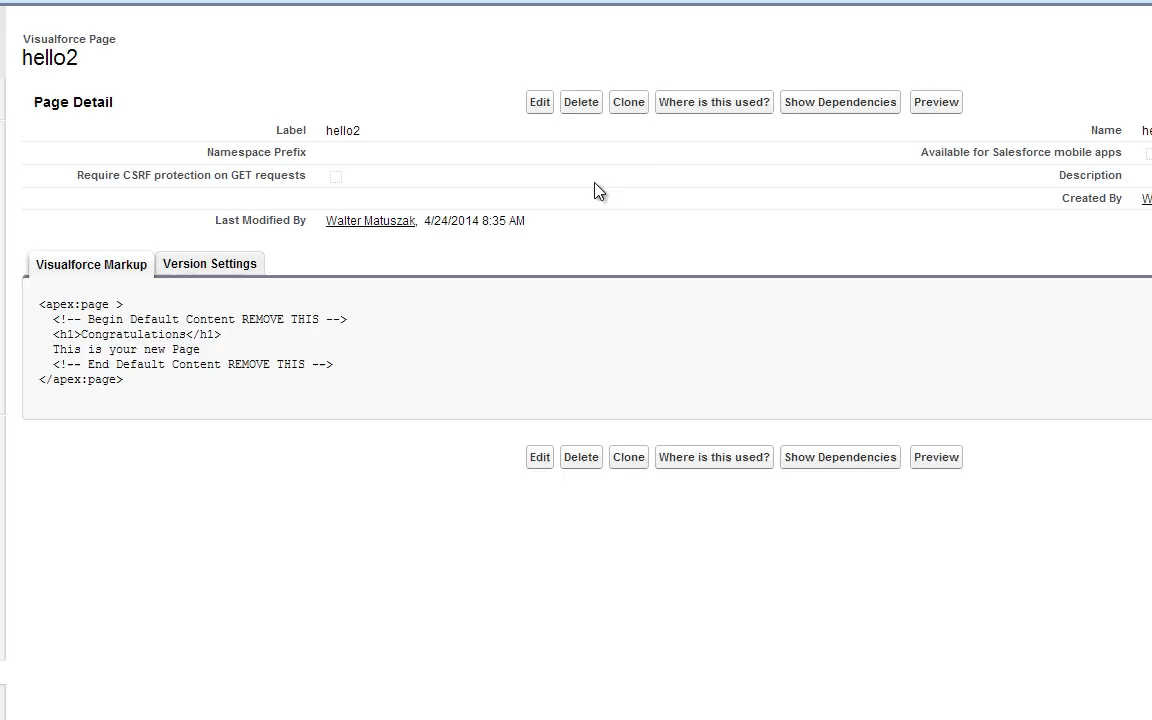 Visualforce Page
hello2
Page Detail
Edit Delete Clone Where is this used? Show Dependencies Preview
Label hello2 Name
Namespace Prefix Available for Salesforce mobile apps
Require CSRF protection on GET requests Description
Created By
Last Modified By Walter Matuszak, 4/24/2014 8:35 AM
Visualforce Markup Version Settings
<apex:page >
<!-- Begin Default Content REMOVE THIS -->
<h1>Congratulations</h1>
This is your new Page
<!-- End Default Content REMOVE THIS -->
</apex:page>
Edit Delete Clone Where is this used? Show Dependencies Preview